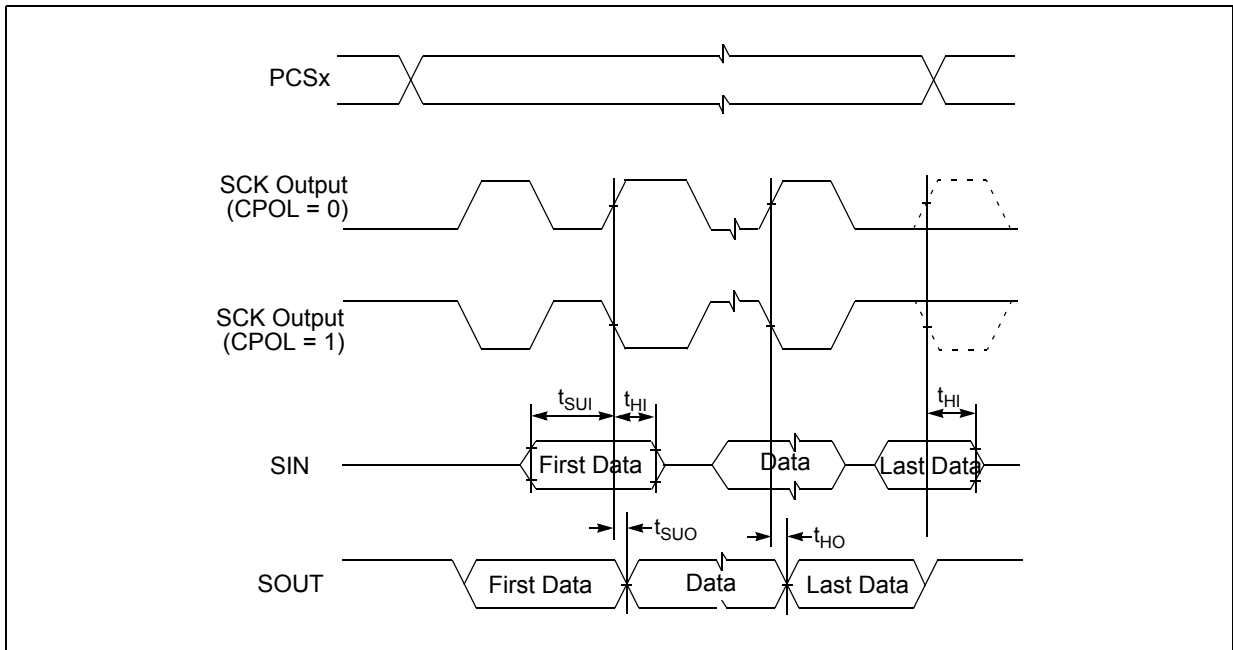 PCSx
SCK Output
(CPOL = 0)
SCK Output
(CPOL = 1)
tSUI
tHI
tHI
SIN
First Data
Data
Last Data
tSUO
tHO
SOUT
First Data
Data
Last Data